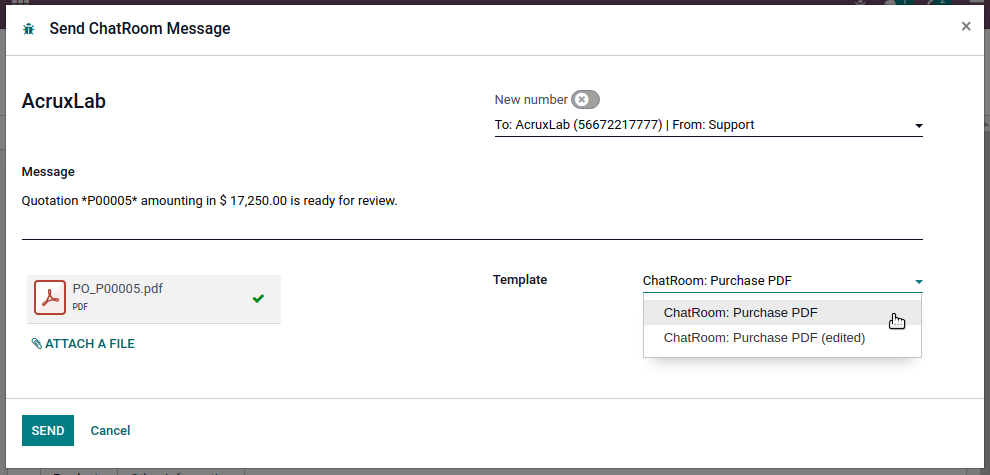 Send ChatRoom Message
×
AcruxLab
New number
To: AcruxLab (56672217777) | From: Support
Message
Quotation *P00005* amounting in $ 17,250.00 is ready for review.
PO_P00005.pdf
PDF
Template
ChatRoom: Purchase PDF
ChatRoom: Purchase PDF
ChatRoom: Purchase PDF (edited)
ATTACH A FILE
SEND
Cancel